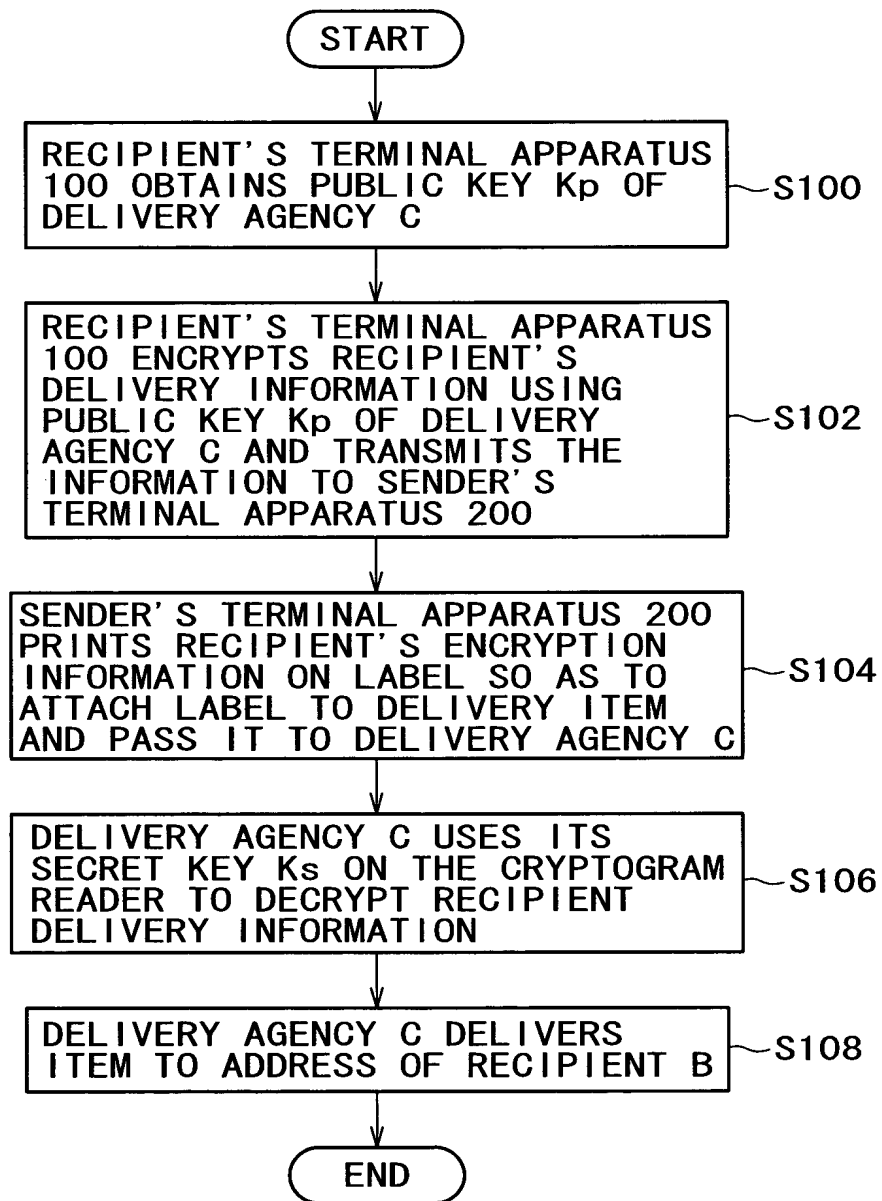 START
RECIPIENT'S TERMINAL APPARATUS
100 OBTAINS PUBLIC KEY Kp OF
DELIVERY AGENCY C
S100
RECIPIENT'S TERMINAL APPARATUS
100 ENCRYPTS RECIPIENT'S
DELIVERY INFORMATION USING
PUBLIC KEY Kp OF DELIVERY
AGENCY C AND TRANSMITS THE
INFORMATION TO SENDER'S
TERMINAL APPARATUS 200
S102
SENDER'S TERMINAL APPARATUS 200
PRINTS RECIPIENT'S ENCRYPTION
INFORMATION ON LABEL SO AS TO
ATTACH LABEL TO DELIVERY ITEM
AND PASS IT TO DELIVERY AGENCY C
S104
DELIVERY AGENCY C USES ITS
SECRET KEY Ks ON THE CRYPTOGRAM
READER TO DECRYPT RECIPIENT
DELIVERY INFORMATION
S106
DELIVERY AGENCY C DELIVERS
ITEM TO ADDRESS OF RECIPIENT B
S108
END